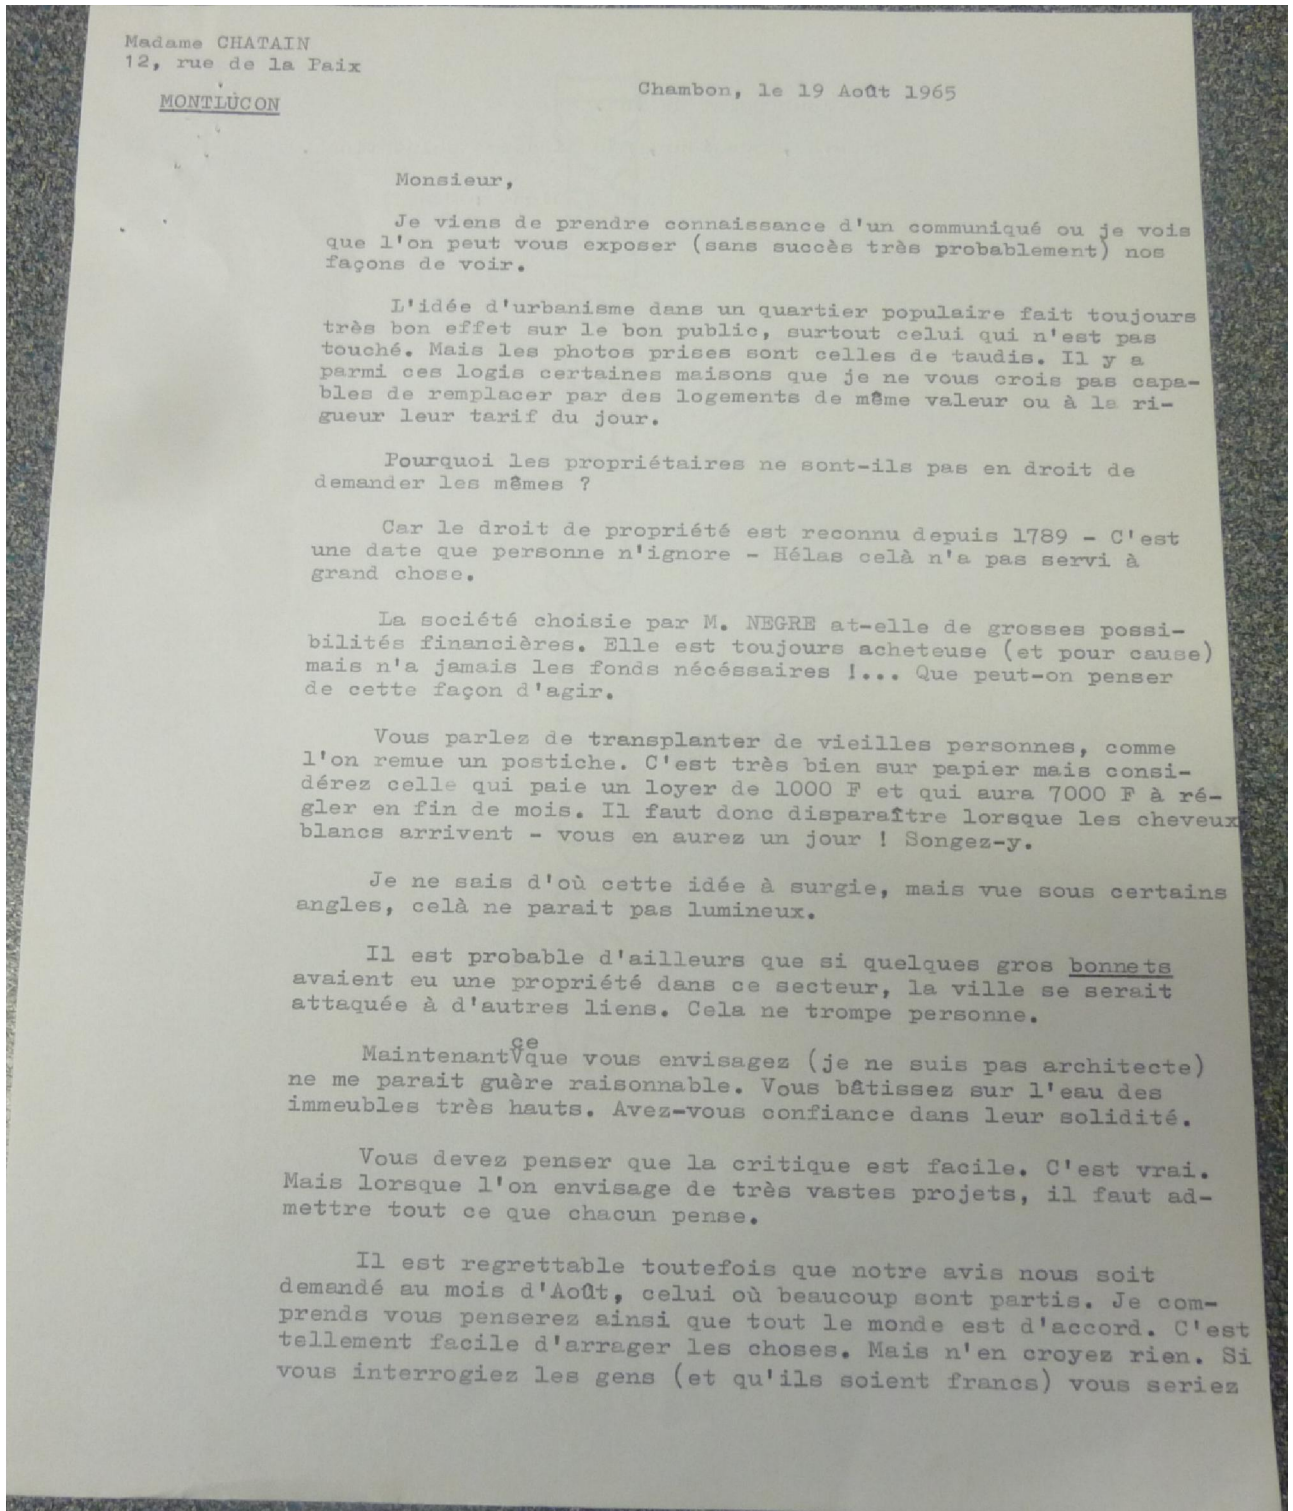 Madame CHATAIN
12, rue de la Paix
MONTLUCON
Chambon, le 19 Août 1965
Monsieur,
Je viens de prendre connaissance d'un communiqué ou je vois
que l'on peut vous exposer (sans succès très probablement) nos
façons de voir.
L'idée d'urbanisme dans un quartier populaire fait toujours
très bon effet sur le bon public, surtout celui qui n'est pas
touché. Mais les photos prises sont celles de taudis. Il y a
parmi ces logis certaines maisons que je ne vous crois pas capa-
bles de remplacer par des logements de même valeur ou à la ri-
gueur leur tarif du jour.
Pourquoi les propriétaires ne sont-ils pas en droit de
demander les mêmes ?
Car le droit de propriété est reconnu depuis 1789 - C'est
une date que personne n'ignore - Hélas celà n'a pas servi à
grand chose.
La société choisie par M. NEGRE at-elle de grosses possi-
bilités financières. Elle est toujours acheteuse (et pour cause)
mais n'a jamais les fonds nécéssaires !... Que peut-on penser
de cette façon d'agir.
Vous parlez de transplanter de vieilles personnes, comme
l'on remue un postiche. C'est très bien sur papier mais consi-
dérez celle qui paie un loyer de 1000 F et qui aura 7000 F à ré-
gler en fin de mois. Il faut donc disparaître lorsque les cheveux
blancs arrivent - vous en aurez un jour ! Songez-y.
Je ne sais d'où cette idée à surgie, mais vue sous certains
angles, celà ne parait pas lumineux.
Il est probable d'ailleurs que si quelques gros bonnets
avaient eu une propriété dans ce secteur, la ville se serait
attaquée à d'autres liens. Cela ne trompe personne.
Maintenant ce que vous envisagez (je ne suis pas architecte)
ne me parait guère raisonnable. Vous bâtissez sur l'eau des
immeubles très hauts. Avez-vous confiance dans leur solidité.
Vous devez penser que la critique est facile. C'est vrai.
Mais lorsque l'on envisage de très vastes projets, il faut ad-
mettre tout ce que chacun pense.
Il est regrettable toutefois que notre avis nous soit
demandé au mois d'Août, celui où beaucoup sont partis. Je com-
prends vous penserez ainsi que tout le monde est d'accord. C'est
tellement facile d'arrager les choses. Mais n'en croyez rien. Si
vous interrogiez les gens (et qu'ils soient francs) vous seriez